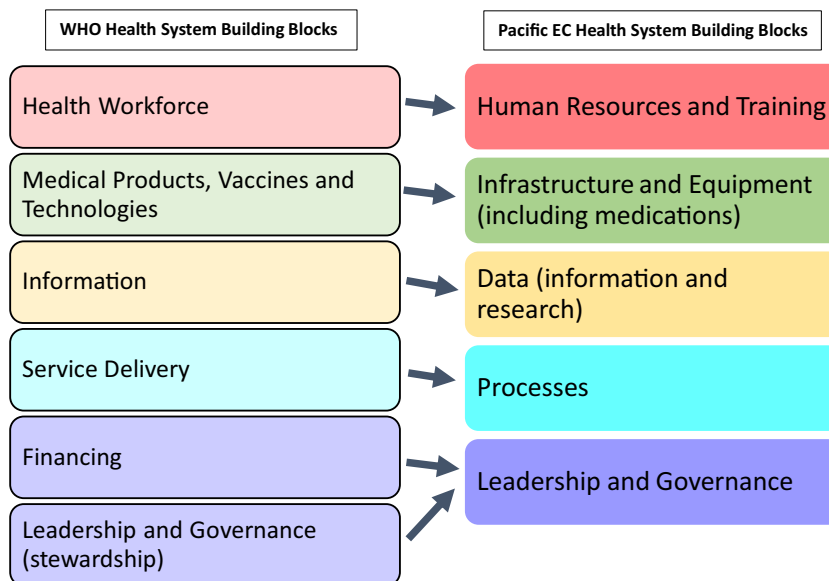 WHO Health System Building Blocks
Pacific EC Health System Building Blocks
Health Workforce
Human Resources and Training
Medical Products, Vaccines and
Technologies
Infrastructure and Equipment
(including medications)
Information
Data (information and
research)
Service Delivery
Processes
Financing
Leadership and Governance
Leadership and Governance
(stewardship)